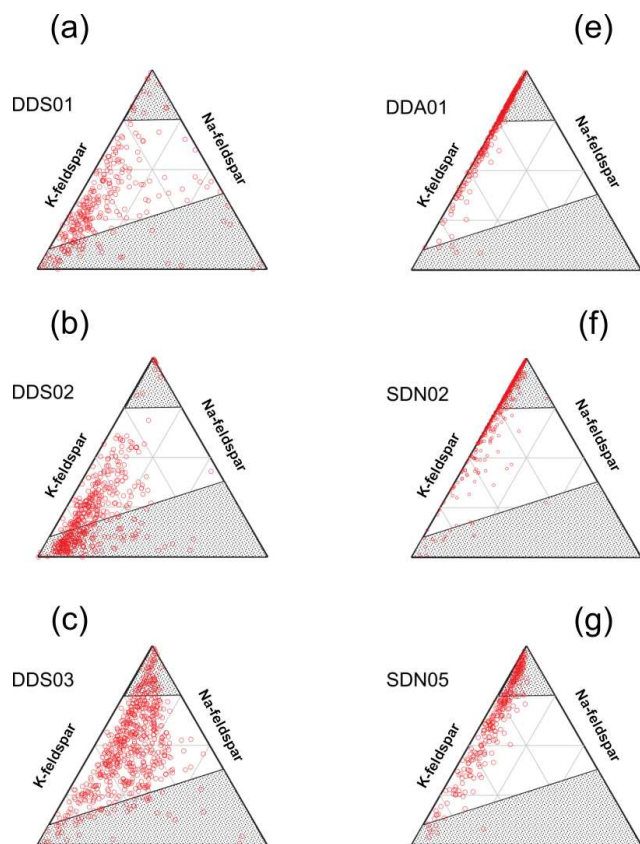 (a)
DDS01
K-feldspar
Na-feldspar
(b)
DDS02
K-feldspar
Na-feldspar
(c)
DDS03
K-feldspar
Na-feldspar
(e)
DDA01
K-feldspar
Na-feldspar
(f)
SDN02
K-feldspar
Na-feldspar
(g)
SDN05
K-feldspar
Na-feldspar